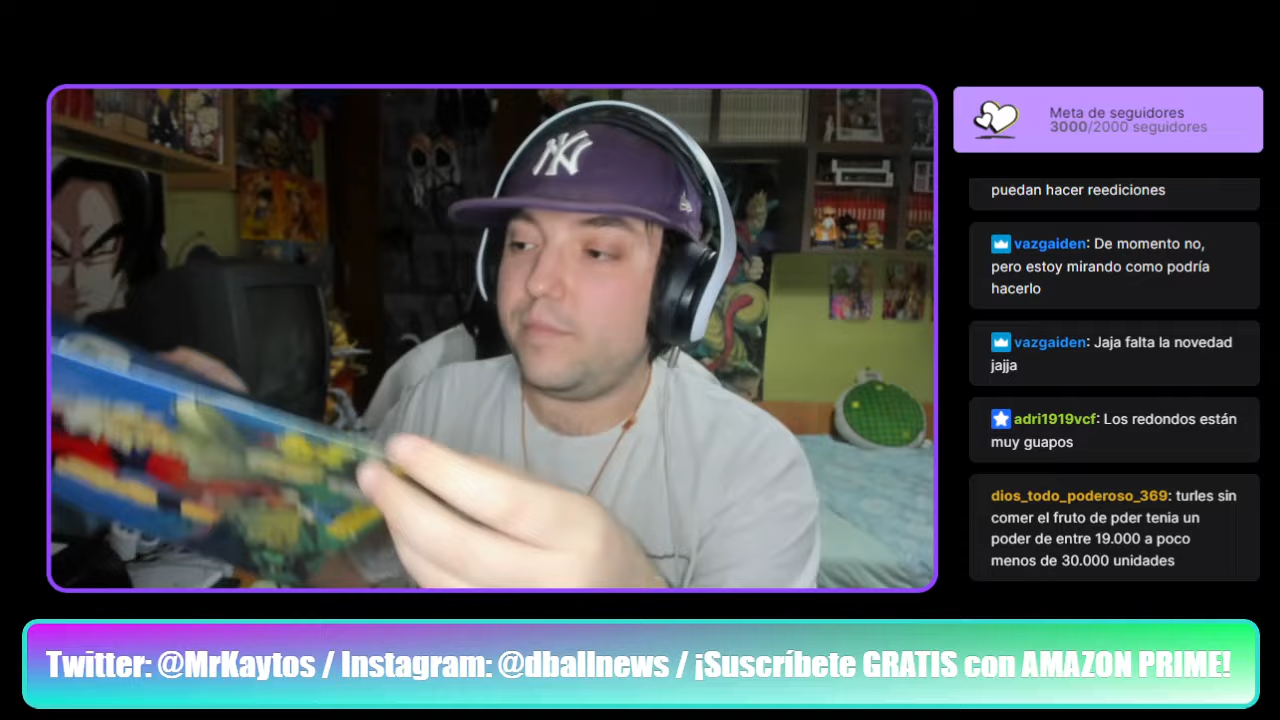 NY
Meta de seguidores
3000/2000 seguidores
puedan hacer reediciones
vazgaiden: De momento no,
pero estoy mirando como podría
hacerlo
vazgaiden: Jaja falta la novedad
jajja
adri1919vcf: Los redondos están
muy guapos
dios_todo_poderoso_369: turles sin
comer el fruto de pder tenia un
poder de entre 19.000 a poco
menos de 30.000 unidades
Twitter: @MrKaytos / Instagram: @dballnews / ¡Suscríbete GRATIS con AMAZON PRIME!